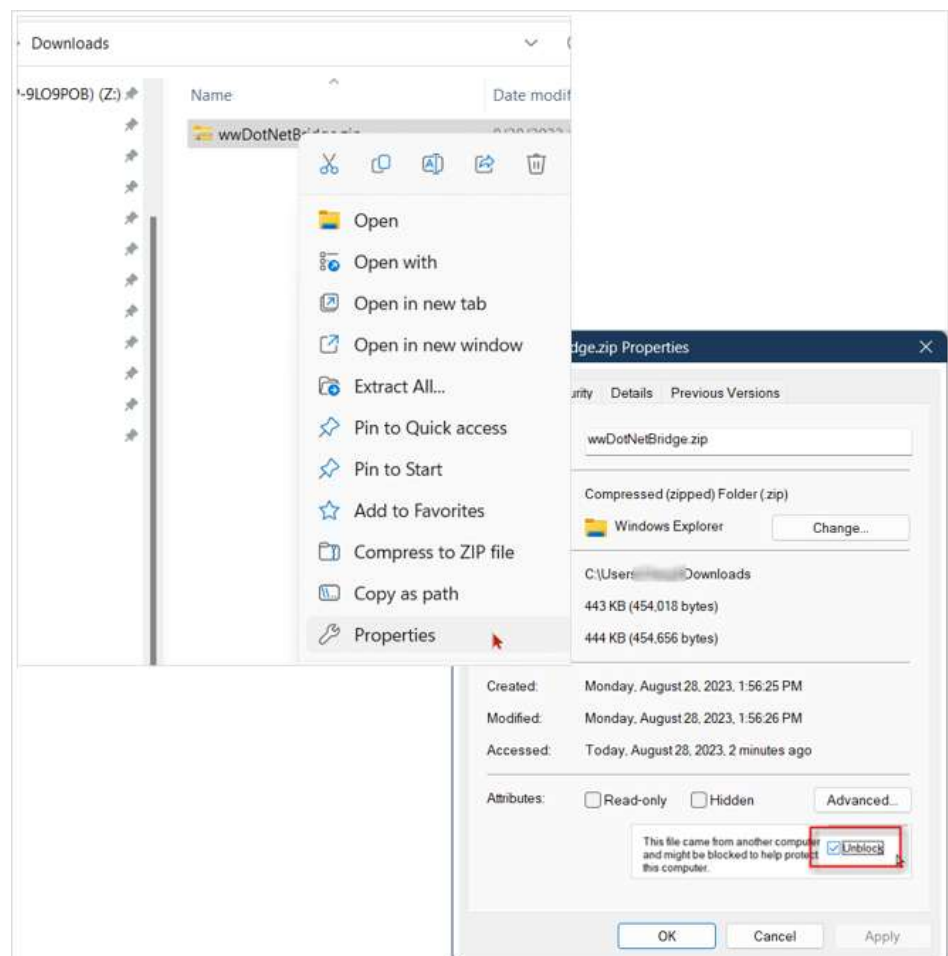 Downloads
-9LO9POB) (Z:)
Name
Date modif
wwDotNetBridge.zip
Open
Open with
Open in new tab
Open in new window
Extract All...
Pin to Quick access
Pin to Start
Add to Favorites
Compress to ZIP file
Copy as path
Properties
dge.zip Properties
urity Details Previous Versions
wwDotNetBridge.zip
Compressed (zipped) Folder (.zip)
Windows Explorer Change...
C:\Users Downloads
443 KB (454,018 bytes)
444 KB (454,656 bytes)
Created: Monday, August 28, 2023, 1:56:25 PM
Modified: Monday, August 28, 2023, 1:56:26 PM
Accessed: Today, August 28, 2023, 2 minutes ago
Attributes: Read-only Hidden Advanced...
This file came from another computer
and might be blocked to help protect
this computer.
Unblock
OK Cancel Apply